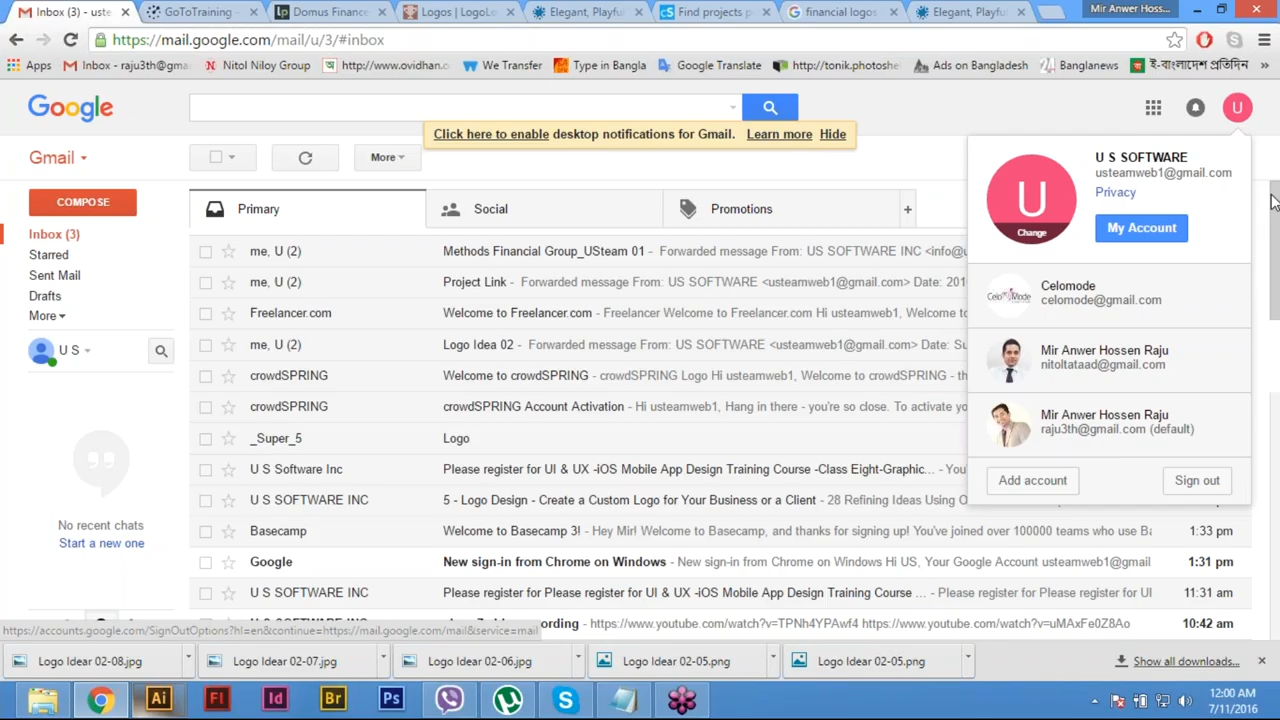 Inbox (3) - uste
GoToTraining -
Domus Finance
Logos | LogoLo
Elegant, Playfu
Find projects
financial logos
Elegant, Playfu
Mir Anwer Hoss...
https://mail.google.com/mail/u/3/#inbox
Apps
Inbox - raju3th@gma
Nitol Niloy Group
http://www.ovidhan.
We Transfer
Type in Bangla
Google Translate
http://tonik.photoshe
Ads on Bangladesh
Banglanews
ই-বাংলাদেশ প্রতিদিন
»
Google
Click here to enable desktop notifications for Gmail. Learn more Hide
U
Gmail
More
COMPOSE
Inbox (3)
Starred
Sent Mail
Drafts
More
U S
No recent chats
Start a new one
Primary
Social
Promotions
+
me, U (2) Methods Financial Group_USteam 01 - Forwarded message From: US SOFTWARE INC <info@u
me, U (2) Project Link - Forwarded message From: US SOFTWARE <usteamweb1@gmail.com> Date: 201
Freelancer.com Welcome to Freelancer.com - Freelancer Welcome to Freelancer.com Hi usteamweb1,
me, U (2) Logo Idea 02 - Forwarded message From: US SOFTWARE <usteamweb1@gmail.com> Date: Su
crowdSPRING Welcome to crowdSPRING - crowdSPRING Logo Hi usteamweb1, Welcome to crowdSPRING - th
crowdSPRING crowdSPRING Account Activation - Hi usteamweb1, Hang in there - you're so close. To activate y
_Super_5 Logo
U S Software Inc Please register for UI & UX -iOS Mobile App Design Training Course -Class Eight-Graphic... - You'
U S SOFTWARE INC 5 - Logo Design - Create a Custom Logo for Your Business or a Client - 28 Refining Ideas Using O
Basecamp Welcome to Basecamp 3! - Hey Mir! Welcome to Basecamp, and thanks for signing up! You've joined over 100000 teams who use Ba 1:33 pm
Google New sign-in from Chrome on Windows - New sign-in from Chrome on Windows Hi US, Your Google Account usteamweb1@gmail 1:31 pm
U S SOFTWARE INC Please register for Please register for UI & UX -iOS Mobile App Design Training Course ... - Please register for Please register for UI 11:31 am
cording - https://www.youtube.com/watch?v=TPNh4YPAwf4 https://www.youtube.com/watch?v=uMAxFe0Z8Ao 10:42 am
U
Change
U S SOFTWARE
usteamweb1@gmail.com
Privacy
My Account
CeloMode
Celomode
celomode@gmail.com
Mir Anwer Hossen Raju
nitoltataad@gmail.com
Mir Anwer Hossen Raju
raju3th@gmail.com (default)
Add account
Sign out
https://accounts.google.com/SignOutOptions?hl=en&continue=https://mail.google.com/mail&service=mail
Logo Idear 02-08.jpg
Logo Idear 02-07.jpg
Logo Idear 02-06.jpg
Logo Idear 02-05.png
Logo Idear 02-05.png
Show all downloads...
Ai
Fl
Id
Br
Ps
12:00 AM
7/11/2016